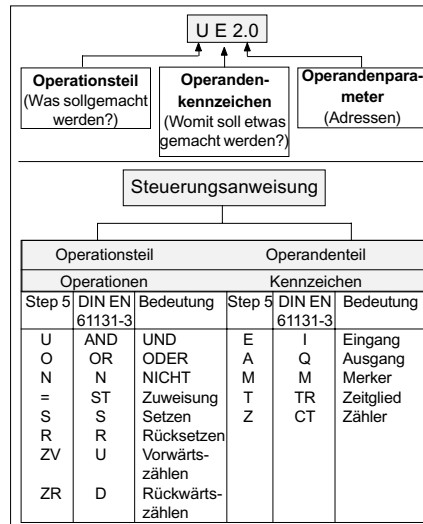 U E 2.0
Operationsteil
(Was sollgemacht
werden?)
Operanden-
kennzeichen
(Womit soll etwas
gemacht werden?)
Operandenpara-
meter
(Adressen)
Steuerungsanweisung
Operationsteil Operandenteil
Operationen Kennzeichen
Step 5 DIN EN 61131-3 Bedeutung Step 5 DIN EN 61131-3 Bedeutung
U AND UND E I Eingang
O OR ODER A Q Ausgang
N N NICHT M M Merker
= ST Zuweisung T TR Zeitglied
S S Setzen Z CT Zähler
R R Rücksetzen
ZV U Vorwärts-
zählen
ZR D Rückwärts-
zählen